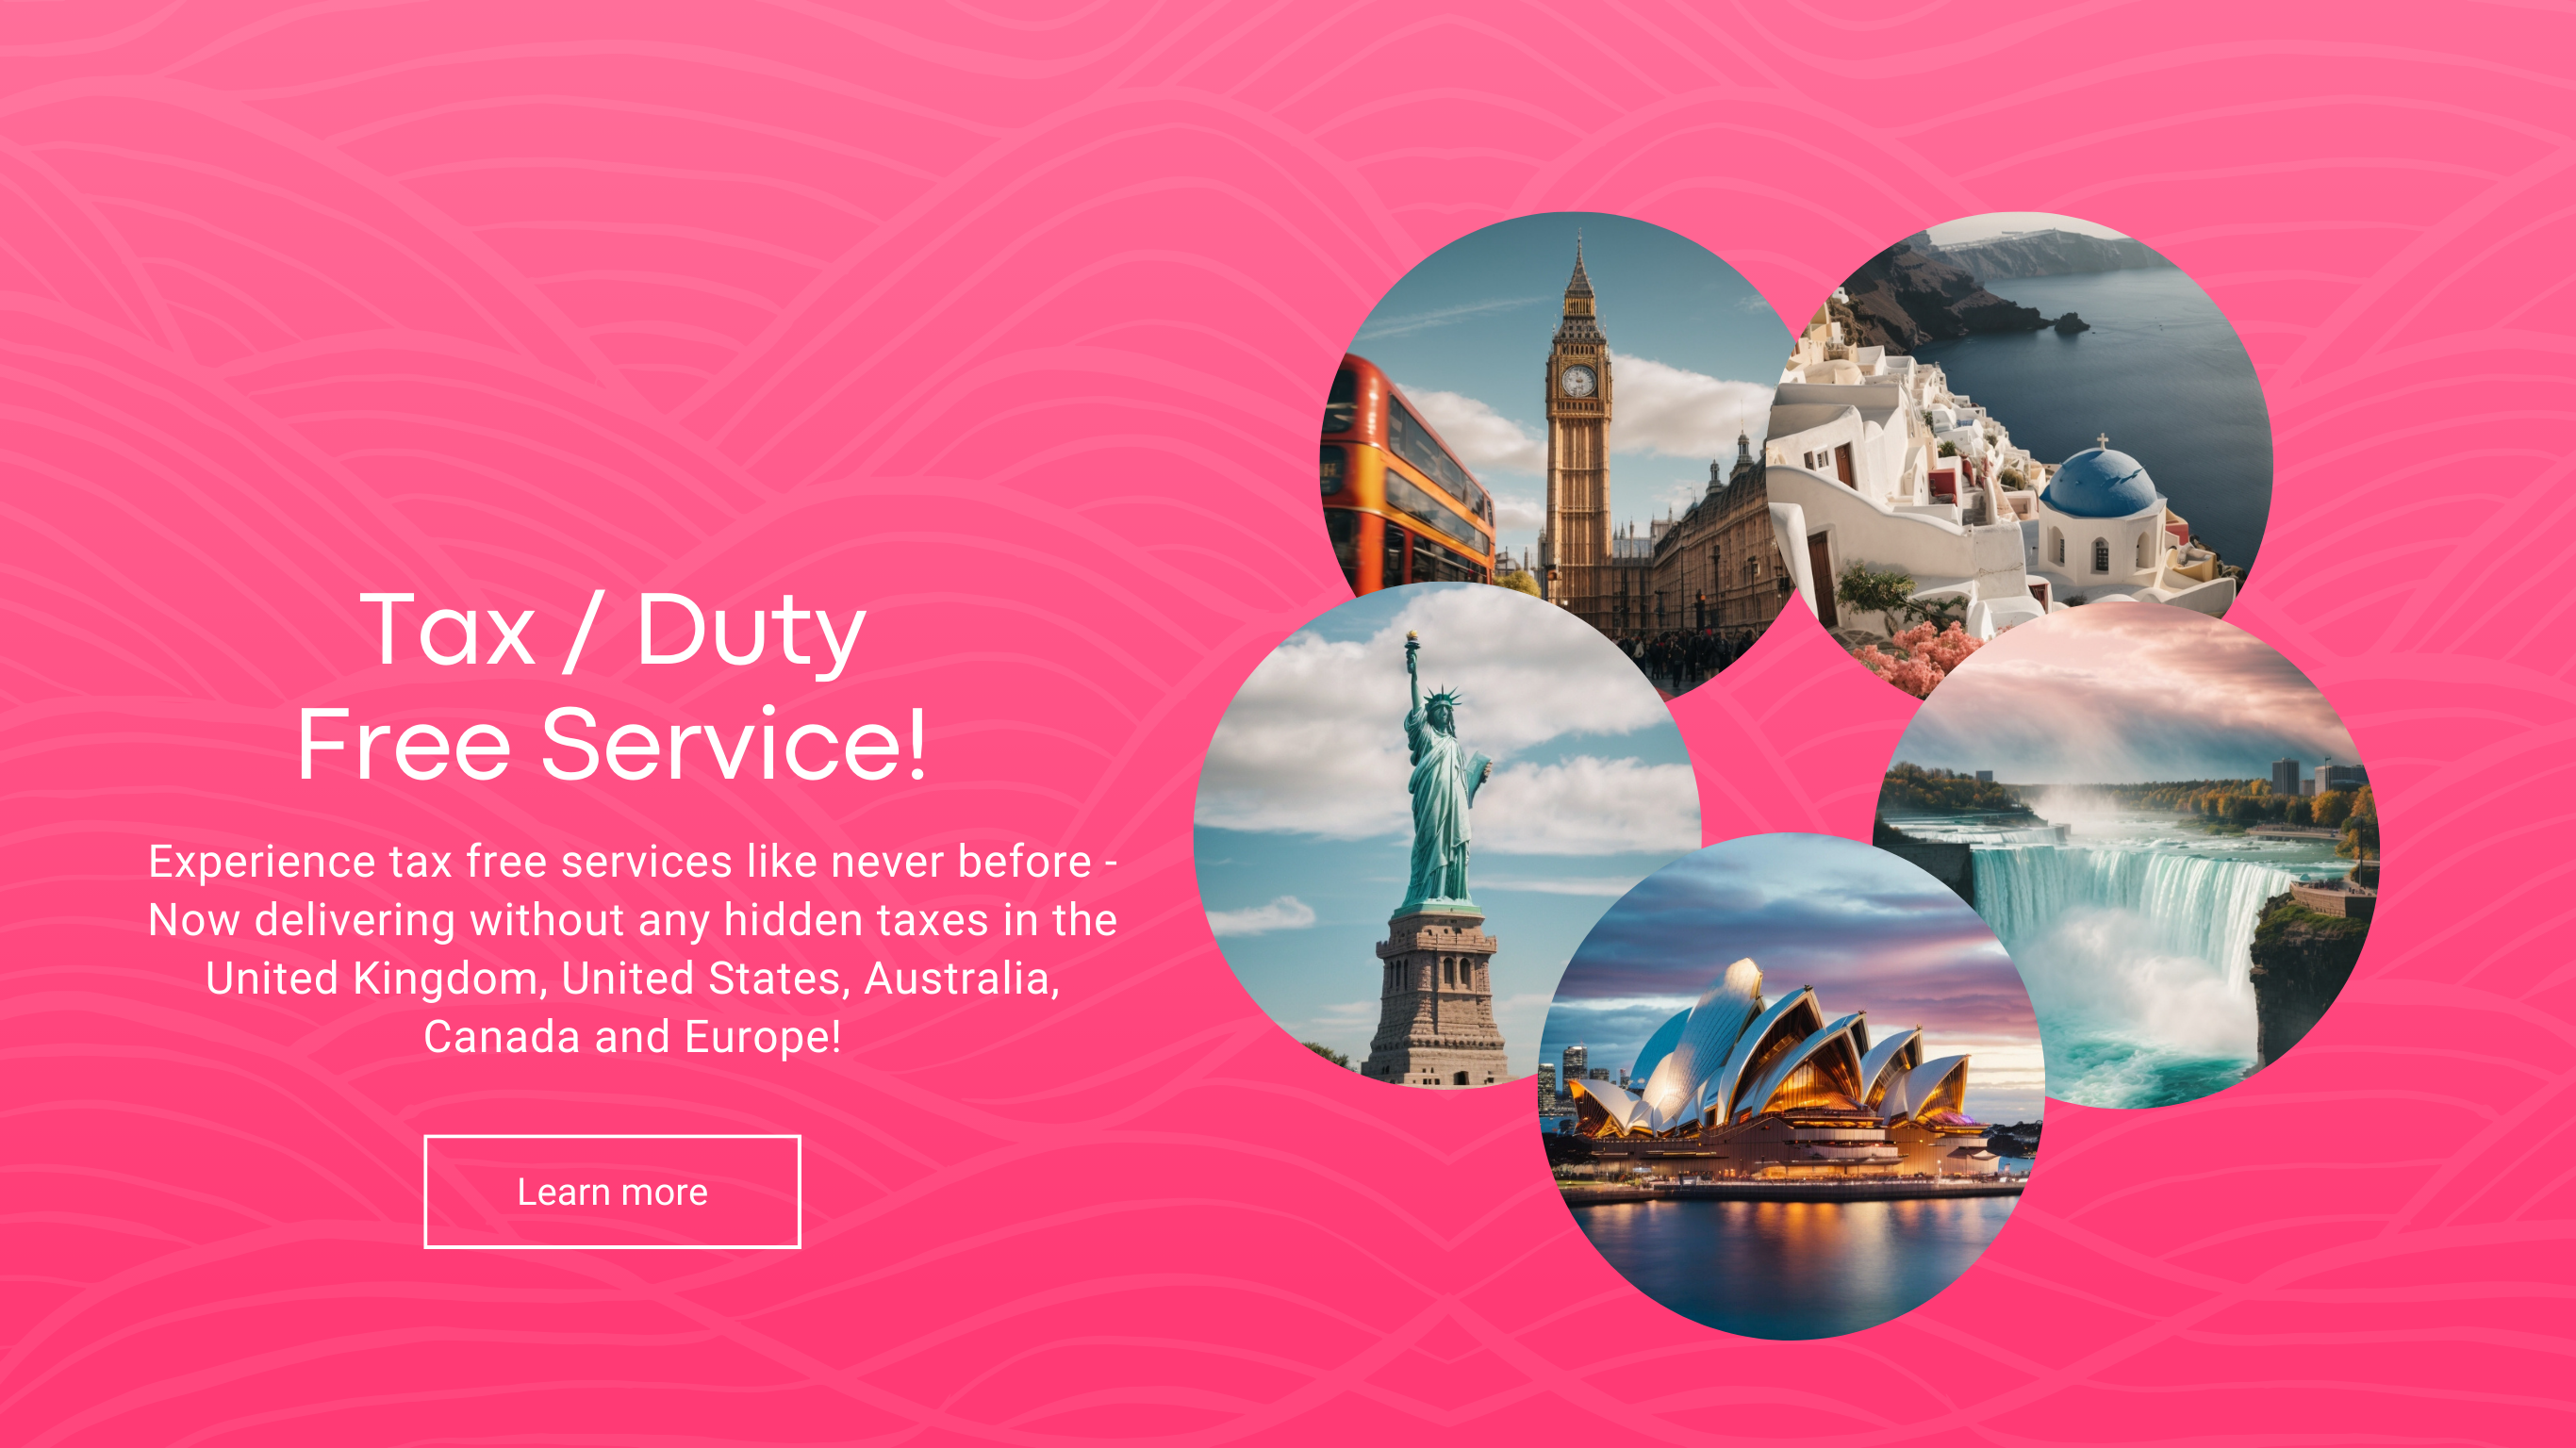 Tax / Duty
Free Service!
Experience tax free services like never before -
Now delivering without any hidden taxes in the
United Kingdom, United States, Australia,
Canada and Europe!
Learn more